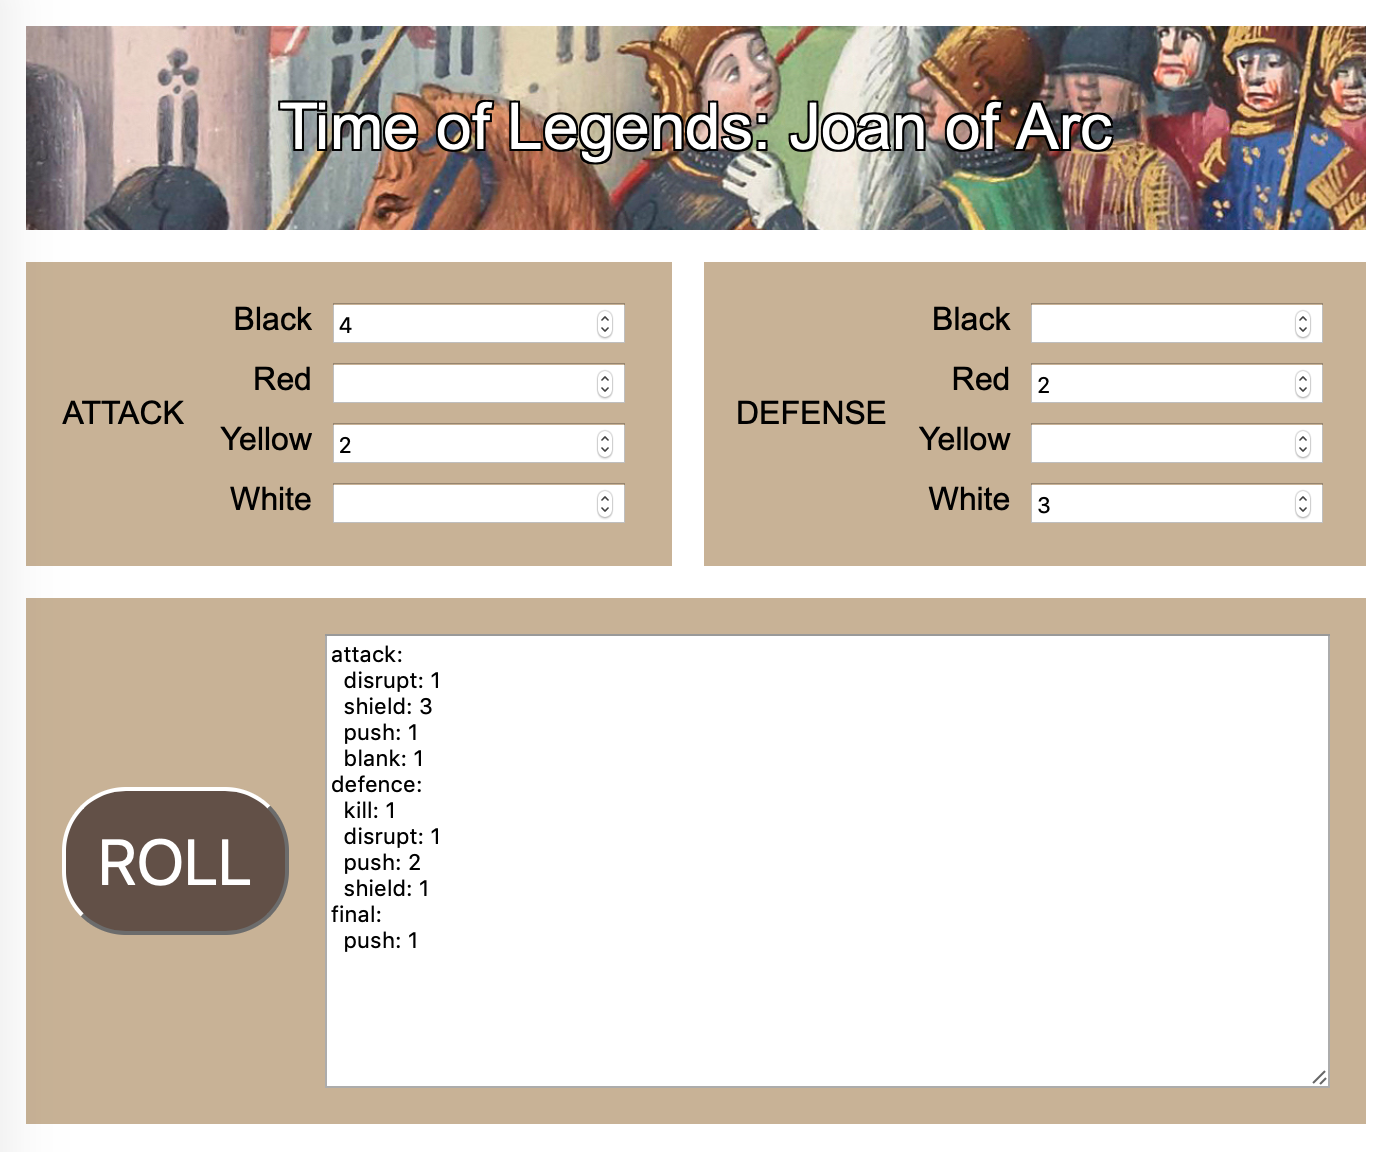 Time of Legends: Joan of Arc
ATTACK
Black 4
Red
Yellow 2
White
DEFENSE
Black
Red 2
Yellow
White 3
ROLL
attack:
disrupt: 1
shield: 3
push: 1
blank: 1
defence:
kill: 1
disrupt: 1
push: 2
shield: 1
final:
push: 1